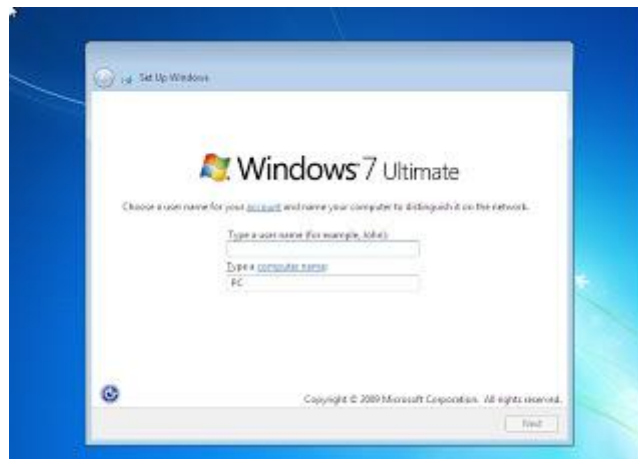 Set Up Windows
Windows 7 Ultimate
Choose a user name for your account and name your computer to distinguish it on the network.
Type a user name (for example, John):
Type a computer name:
PC
Copyright © 2009 Microsoft Corporation. All rights reserved.
Next